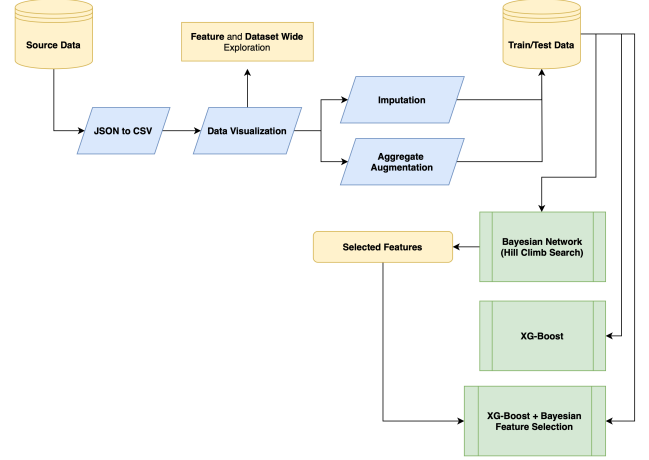 Source Data
Feature and Dataset Wide
Exploration
Train/Test Data
JSON to CSV
Data Visualization
Imputation
Aggregate
Augmentation
Selected Features
Bayesian Network
(Hill Climb Search)
XG-Boost
XG-Boost + Bayesian
Feature Selection